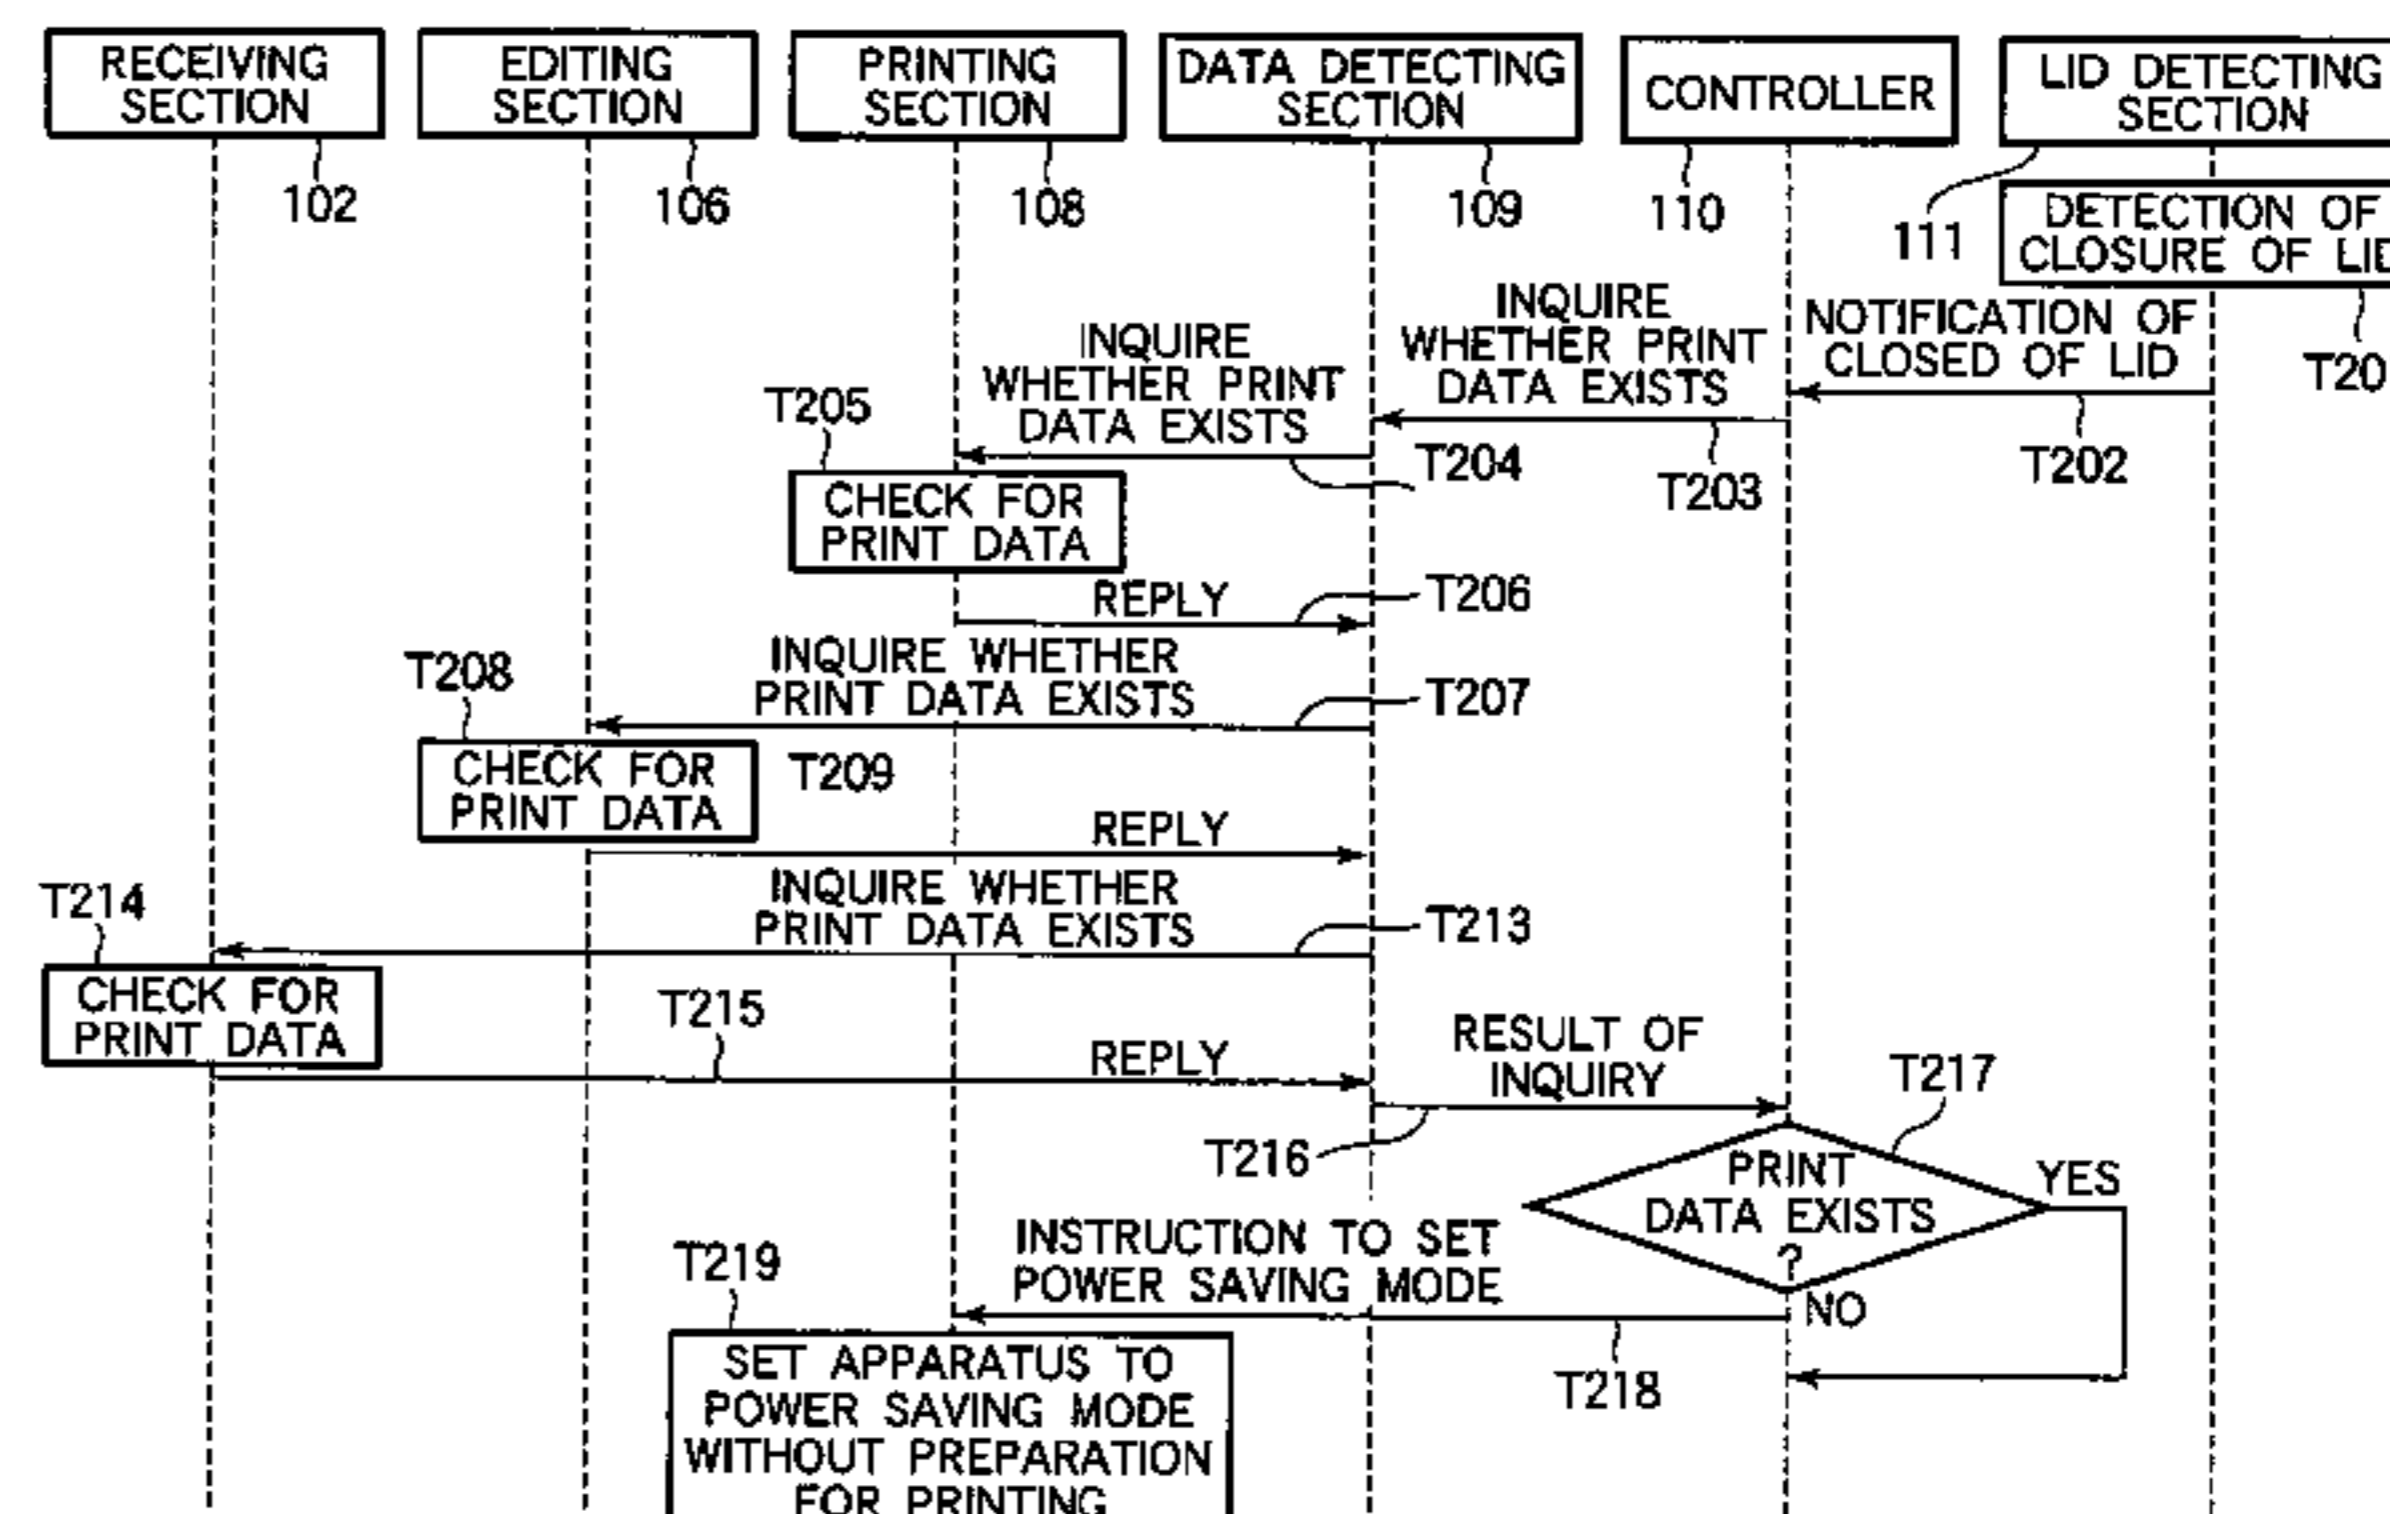 RECEIVING
SECTION
EDITING
SECTION
PRINTING
SECTION
DATA DETECTING
SECTION
CONTROLLER
LID DETECTING
SECTION
102
106
108
109
110
111
DETECTION OF
CLOSURE OF LID
T20
NOTIFICATION OF
CLOSED OF LID
T202
INQUIRE
WHETHER PRINT
DATA EXISTS
T203
INQUIRE
WHETHER PRINT
DATA EXISTS
T204
T205
CHECK FOR
PRINT DATA
REPLY
T206
INQUIRE WHETHER
PRINT DATA EXISTS
T207
T208
CHECK FOR
PRINT DATA
T209
REPLY
INQUIRE WHETHER
PRINT DATA EXISTS
T213
T214
CHECK FOR
PRINT DATA
T215
REPLY
RESULT OF
INQUIRY
T216
T217
PRINT
DATA EXISTS
?
YES
NO
INSTRUCTION TO SET
POWER SAVING MODE
T218
T219
SET APPARATUS TO
POWER SAVING MODE
WITHOUT PREPARATION
FOR PRINTING